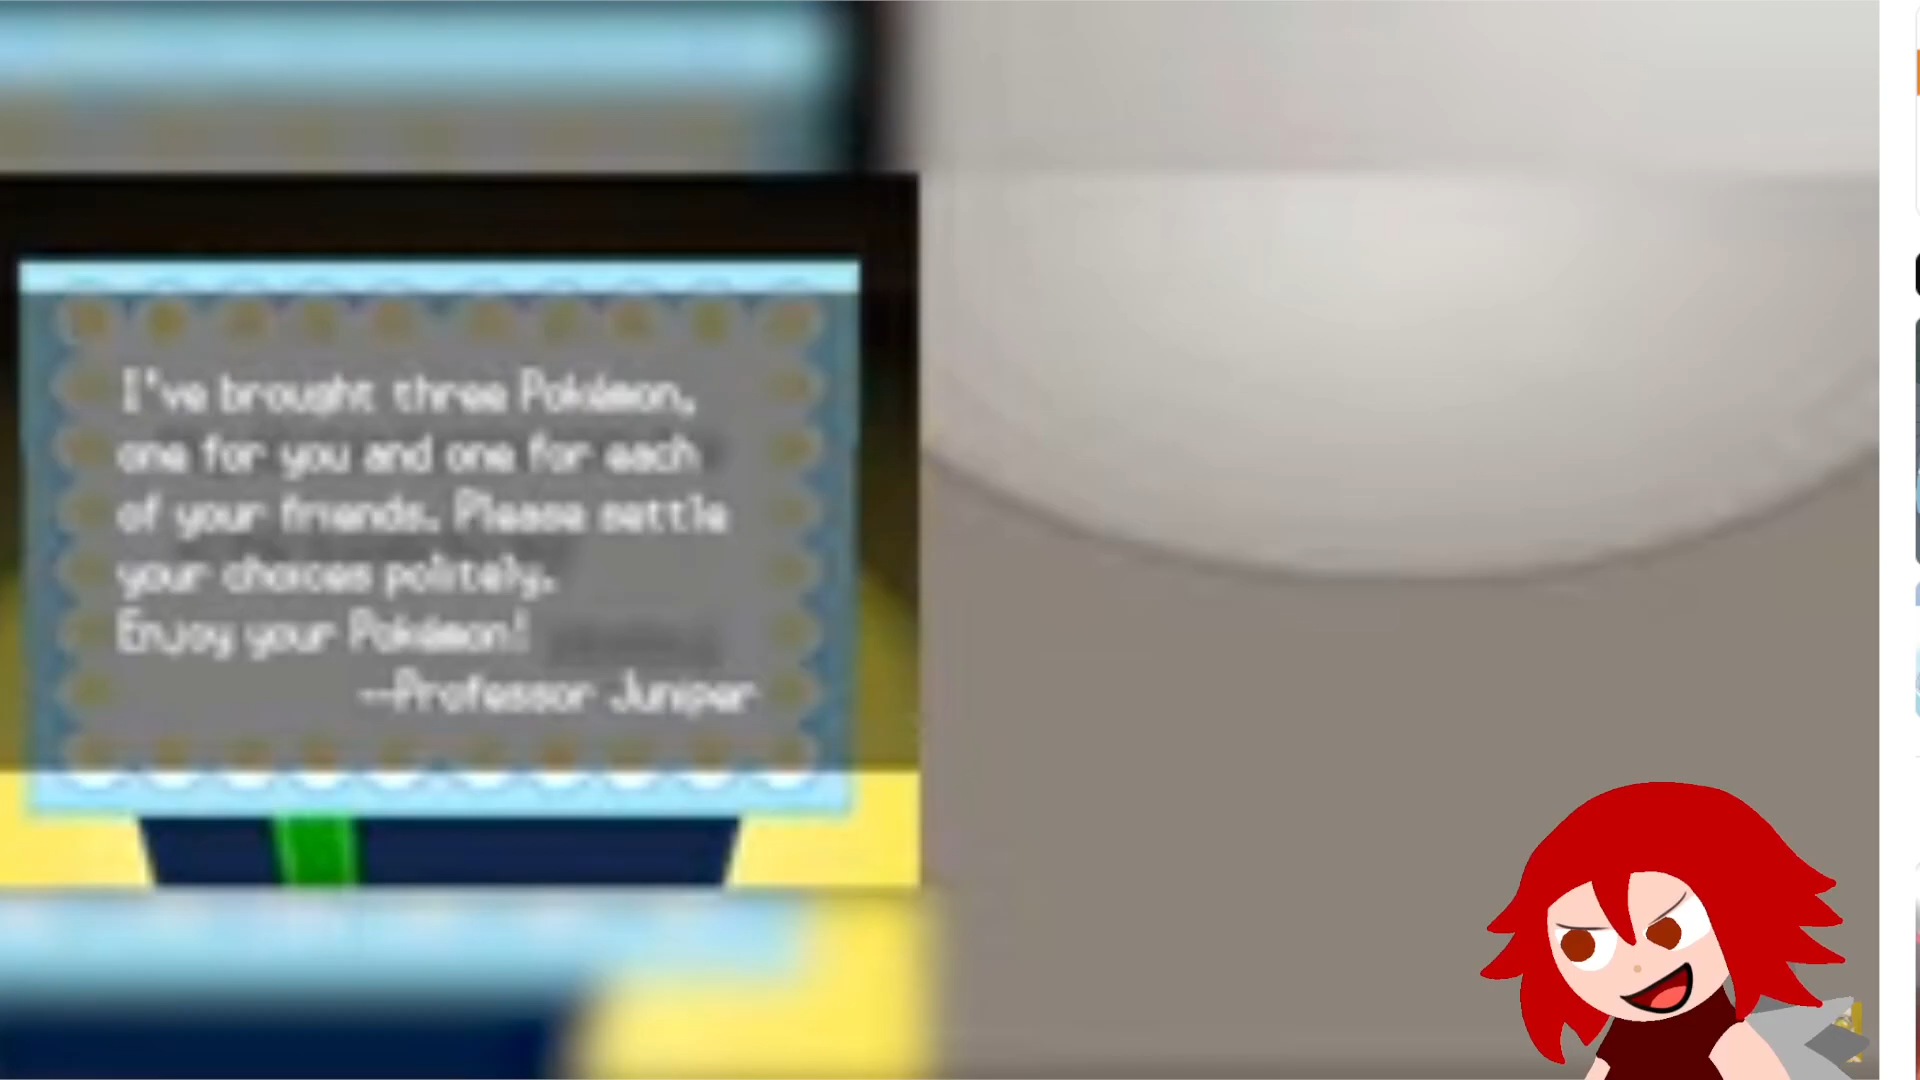 I've brought three Pokémon,
one for you and one for each
of your friends. Please settle
your choices politely.
Enjoy your Pokémon!
--Professor Juniper